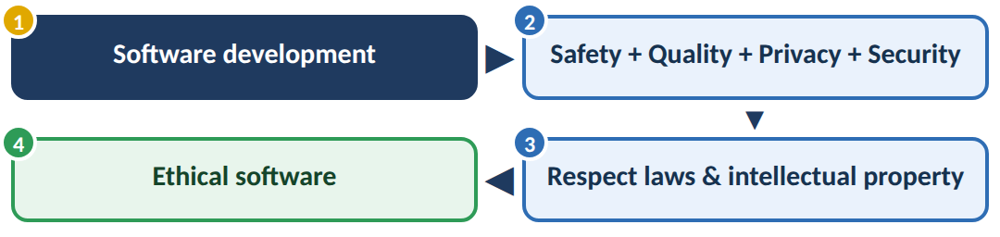 1
Software development
2
Safety + Quality + Privacy + Security
3
Respect laws & intellectual property
4
Ethical software